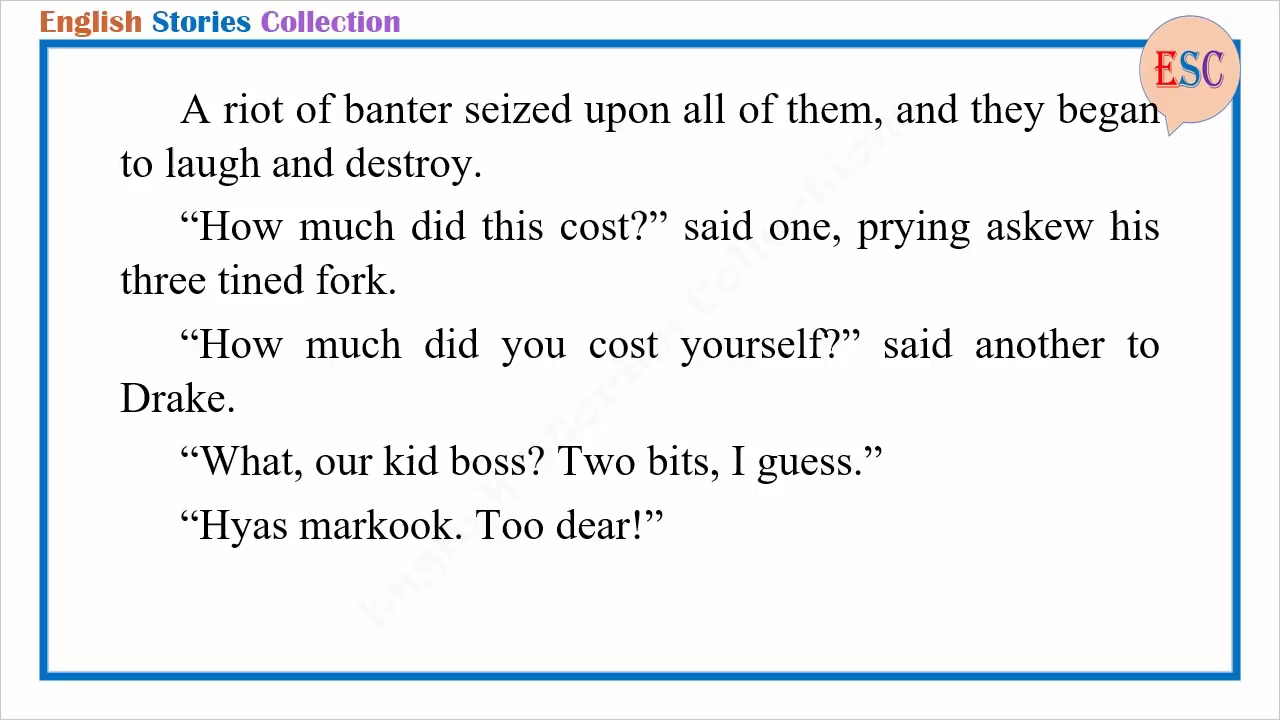 English Stories Collection
ESC
A riot of banter seized upon all of them, and they began
to laugh and destroy.
“How much did this cost?” said one, prying askew his
three tined fork.
“How much did you cost yourself?” said another to
Drake.
“What, our kid boss? Two bits, I guess.”
“Hyas markook. Too dear!”